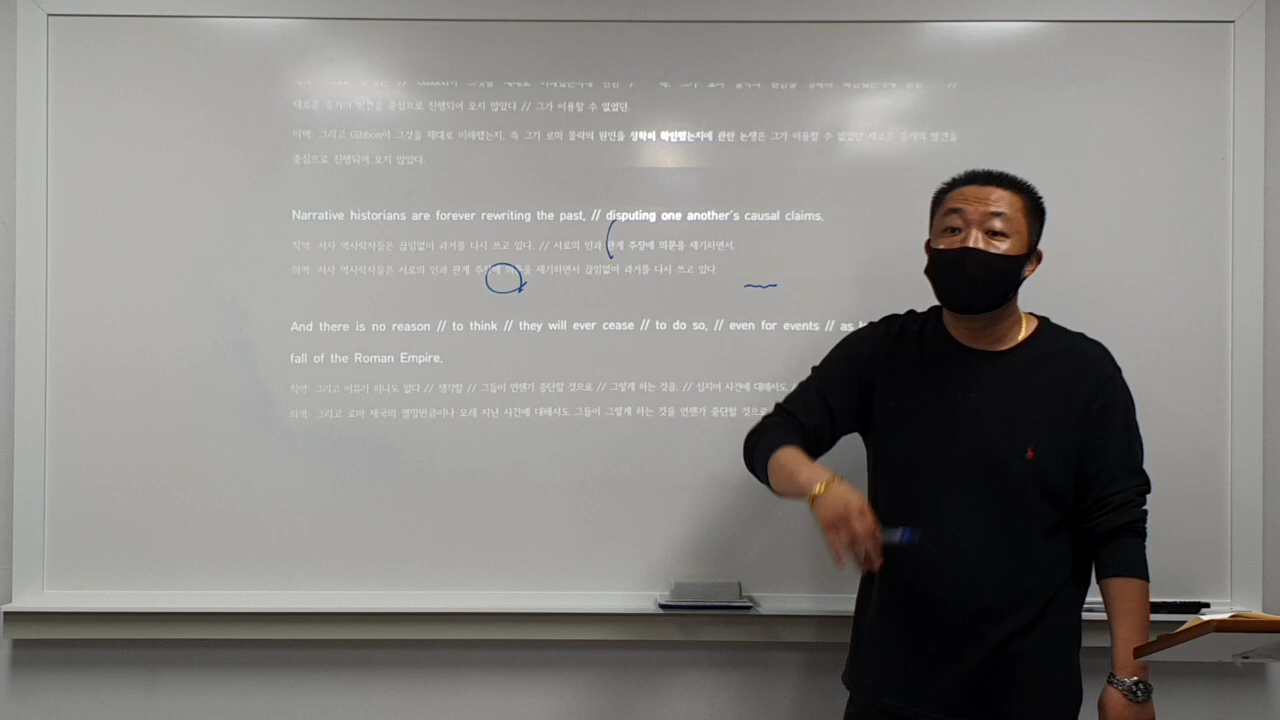 새로운 증거의 발견을 중심으로 진행되어 오지 않았다 // 그가 이용할 수 없었던.
의역: 그리고 Gibbon이 그것을 제대로 이해했는지, 즉 그가 로마 몰락의 원인을 정확히 확인했는지에 관한 논쟁은 그가 이용할 수 없었던 새로운 증거의 발견을
중심으로 진행되어 오지 않았다.
Narrative historians are forever rewriting the past, // disputing one another's causal claims.
직역: 서사 역사학자들은 끊임없이 과거를 다시 쓰고 있다. // 서로의 인과 관계 주장에 의문을 제기하면서.
의역: 서사 역사학자들은 서로의 인과 관계 주장에 의문을 제기하면서 끊임없이 과거를 다시 쓰고 있다.
And there is no reason // to think // they will ever cease // to do so, // even for events // as
fall of the Roman Empire.
직역: 그리고 이유가 하나도 없다 // 생각할 // 그들이 언젠가 중단할 것으로 // 그렇게 하는 것을, // 심지어 사건에 대해서도 //
의역: 그리고 로마 제국의 멸망만큼이나 오래 지난 사건에 대해서도 그들이 그렇게 하는 것을 언젠가 중단할 것으로